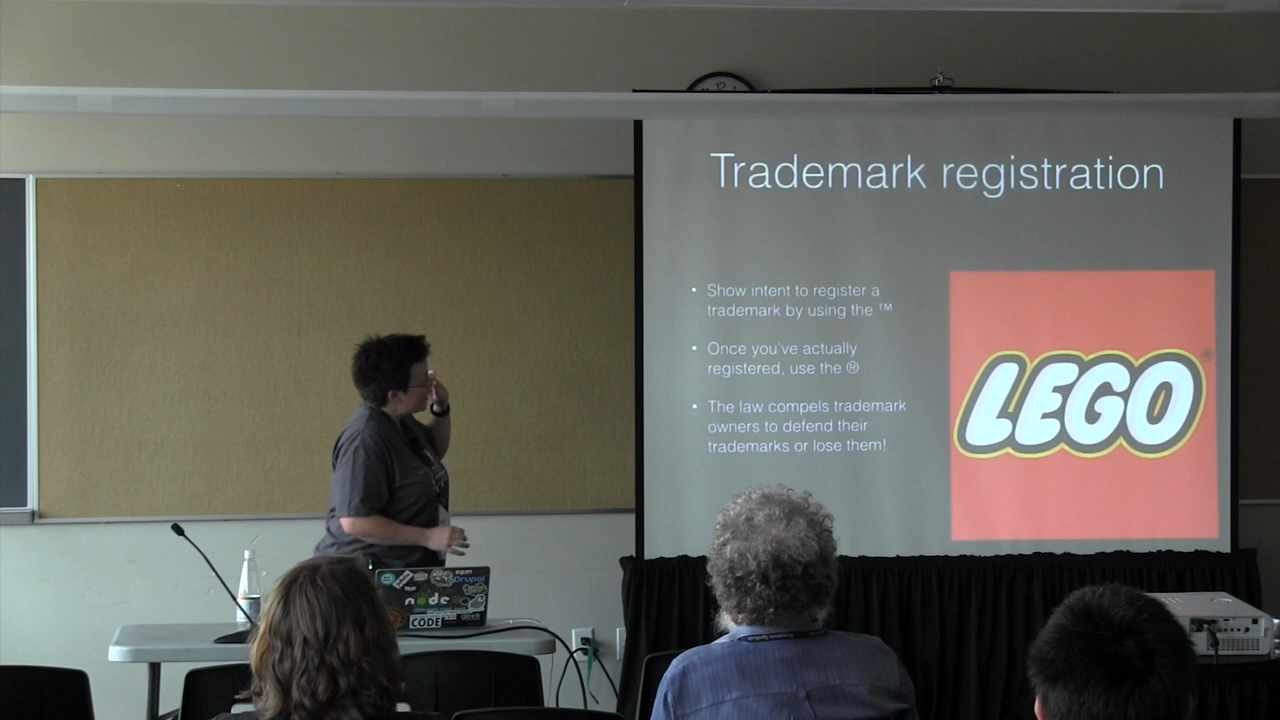 12
Trademark registration
• Show intent to register a
trademark by using the ™
• Once you've actually
registered, use the ®
• The law compels trademark
owners to defend their
trademarks or lose them!
LEGO®
Drupal
node
CODE